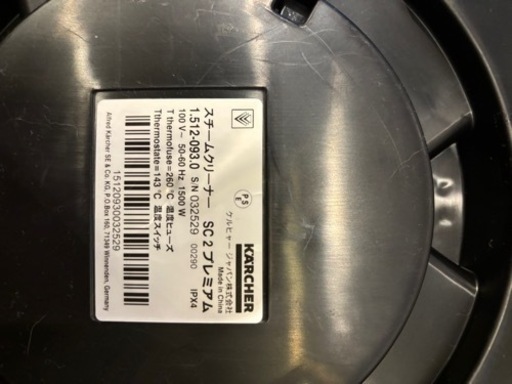 KÄRCHER
Made in China
ケルヒャー ジャパン株式会社
PS
E
スチームクリーナー SC 2 プレミアム
1.512-093.0 S/N 032529 00290 IPX4
100 V~ 50-60 Hz 1500 W
T thermofuse=260 ℃ 温度ヒューズ
Tthermostate=143 ℃ 温度スイッチ
15120930032529
Alfred Kärcher SE & Co. KG, P.O.Box 160, 71349 Winnenden, Germany